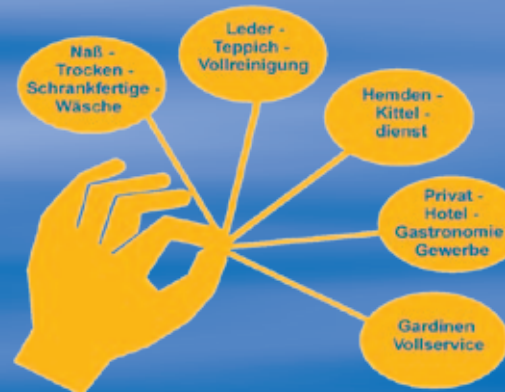 Naß -
Trocken -
Schrankfertige -
Wäsche
Leder -
Teppich -
Vollreinigung
Hemden -
Kittel -
dienst
Privat -
Hotel -
Gastronomie
Gewerbe
Gardinen
Vollservice